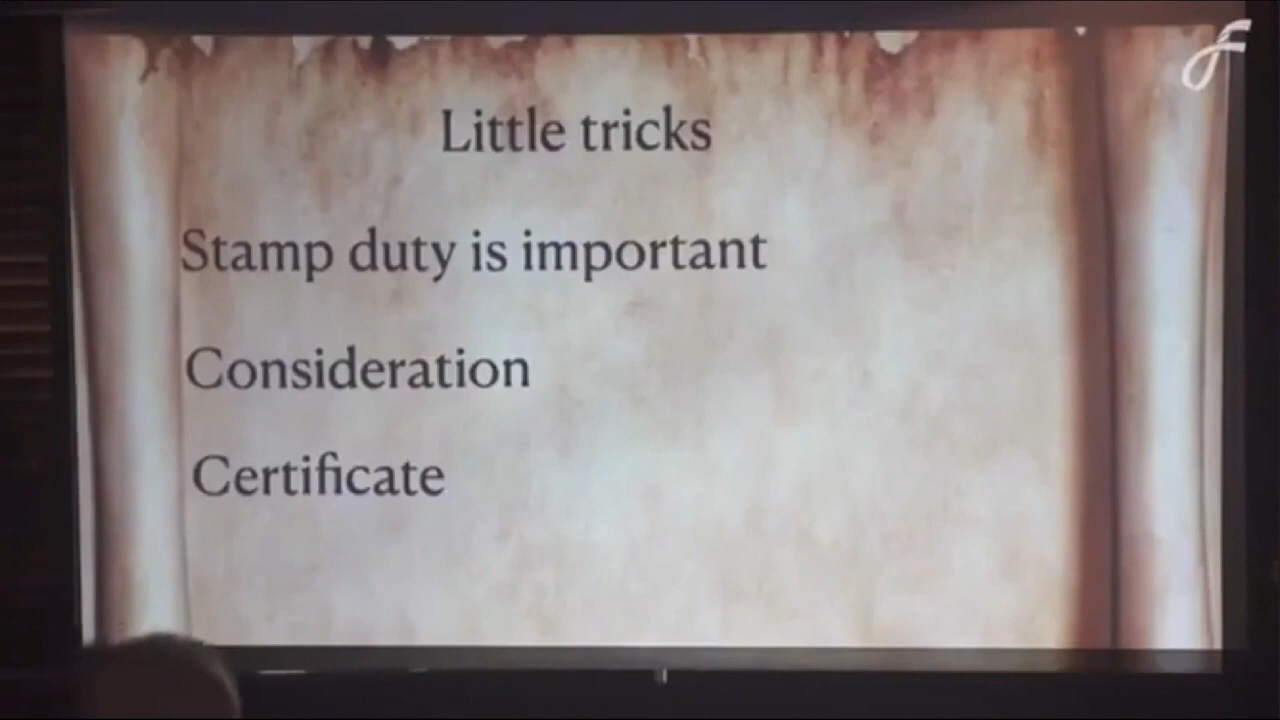 Little tricks
Stamp duty is important
Consideration
Certificate